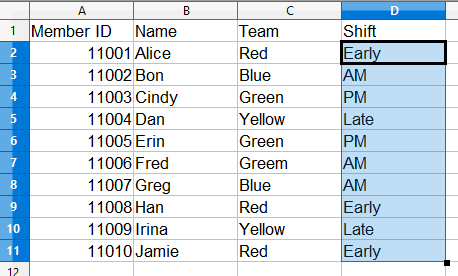 A B C D
1 Member ID Name Team Shift
2 11001 Alice Red Early
3 11002 Bon Blue AM
4 11003 Cindy Green PM
5 11004 Dan Yellow Late
6 11005 Erin Green PM
7 11006 Fred Greem AM
8 11007 Greg Blue AM
9 11008 Han Red Early
10 11009 Irina Yellow Late
11 11010 Jamie Red Early
12